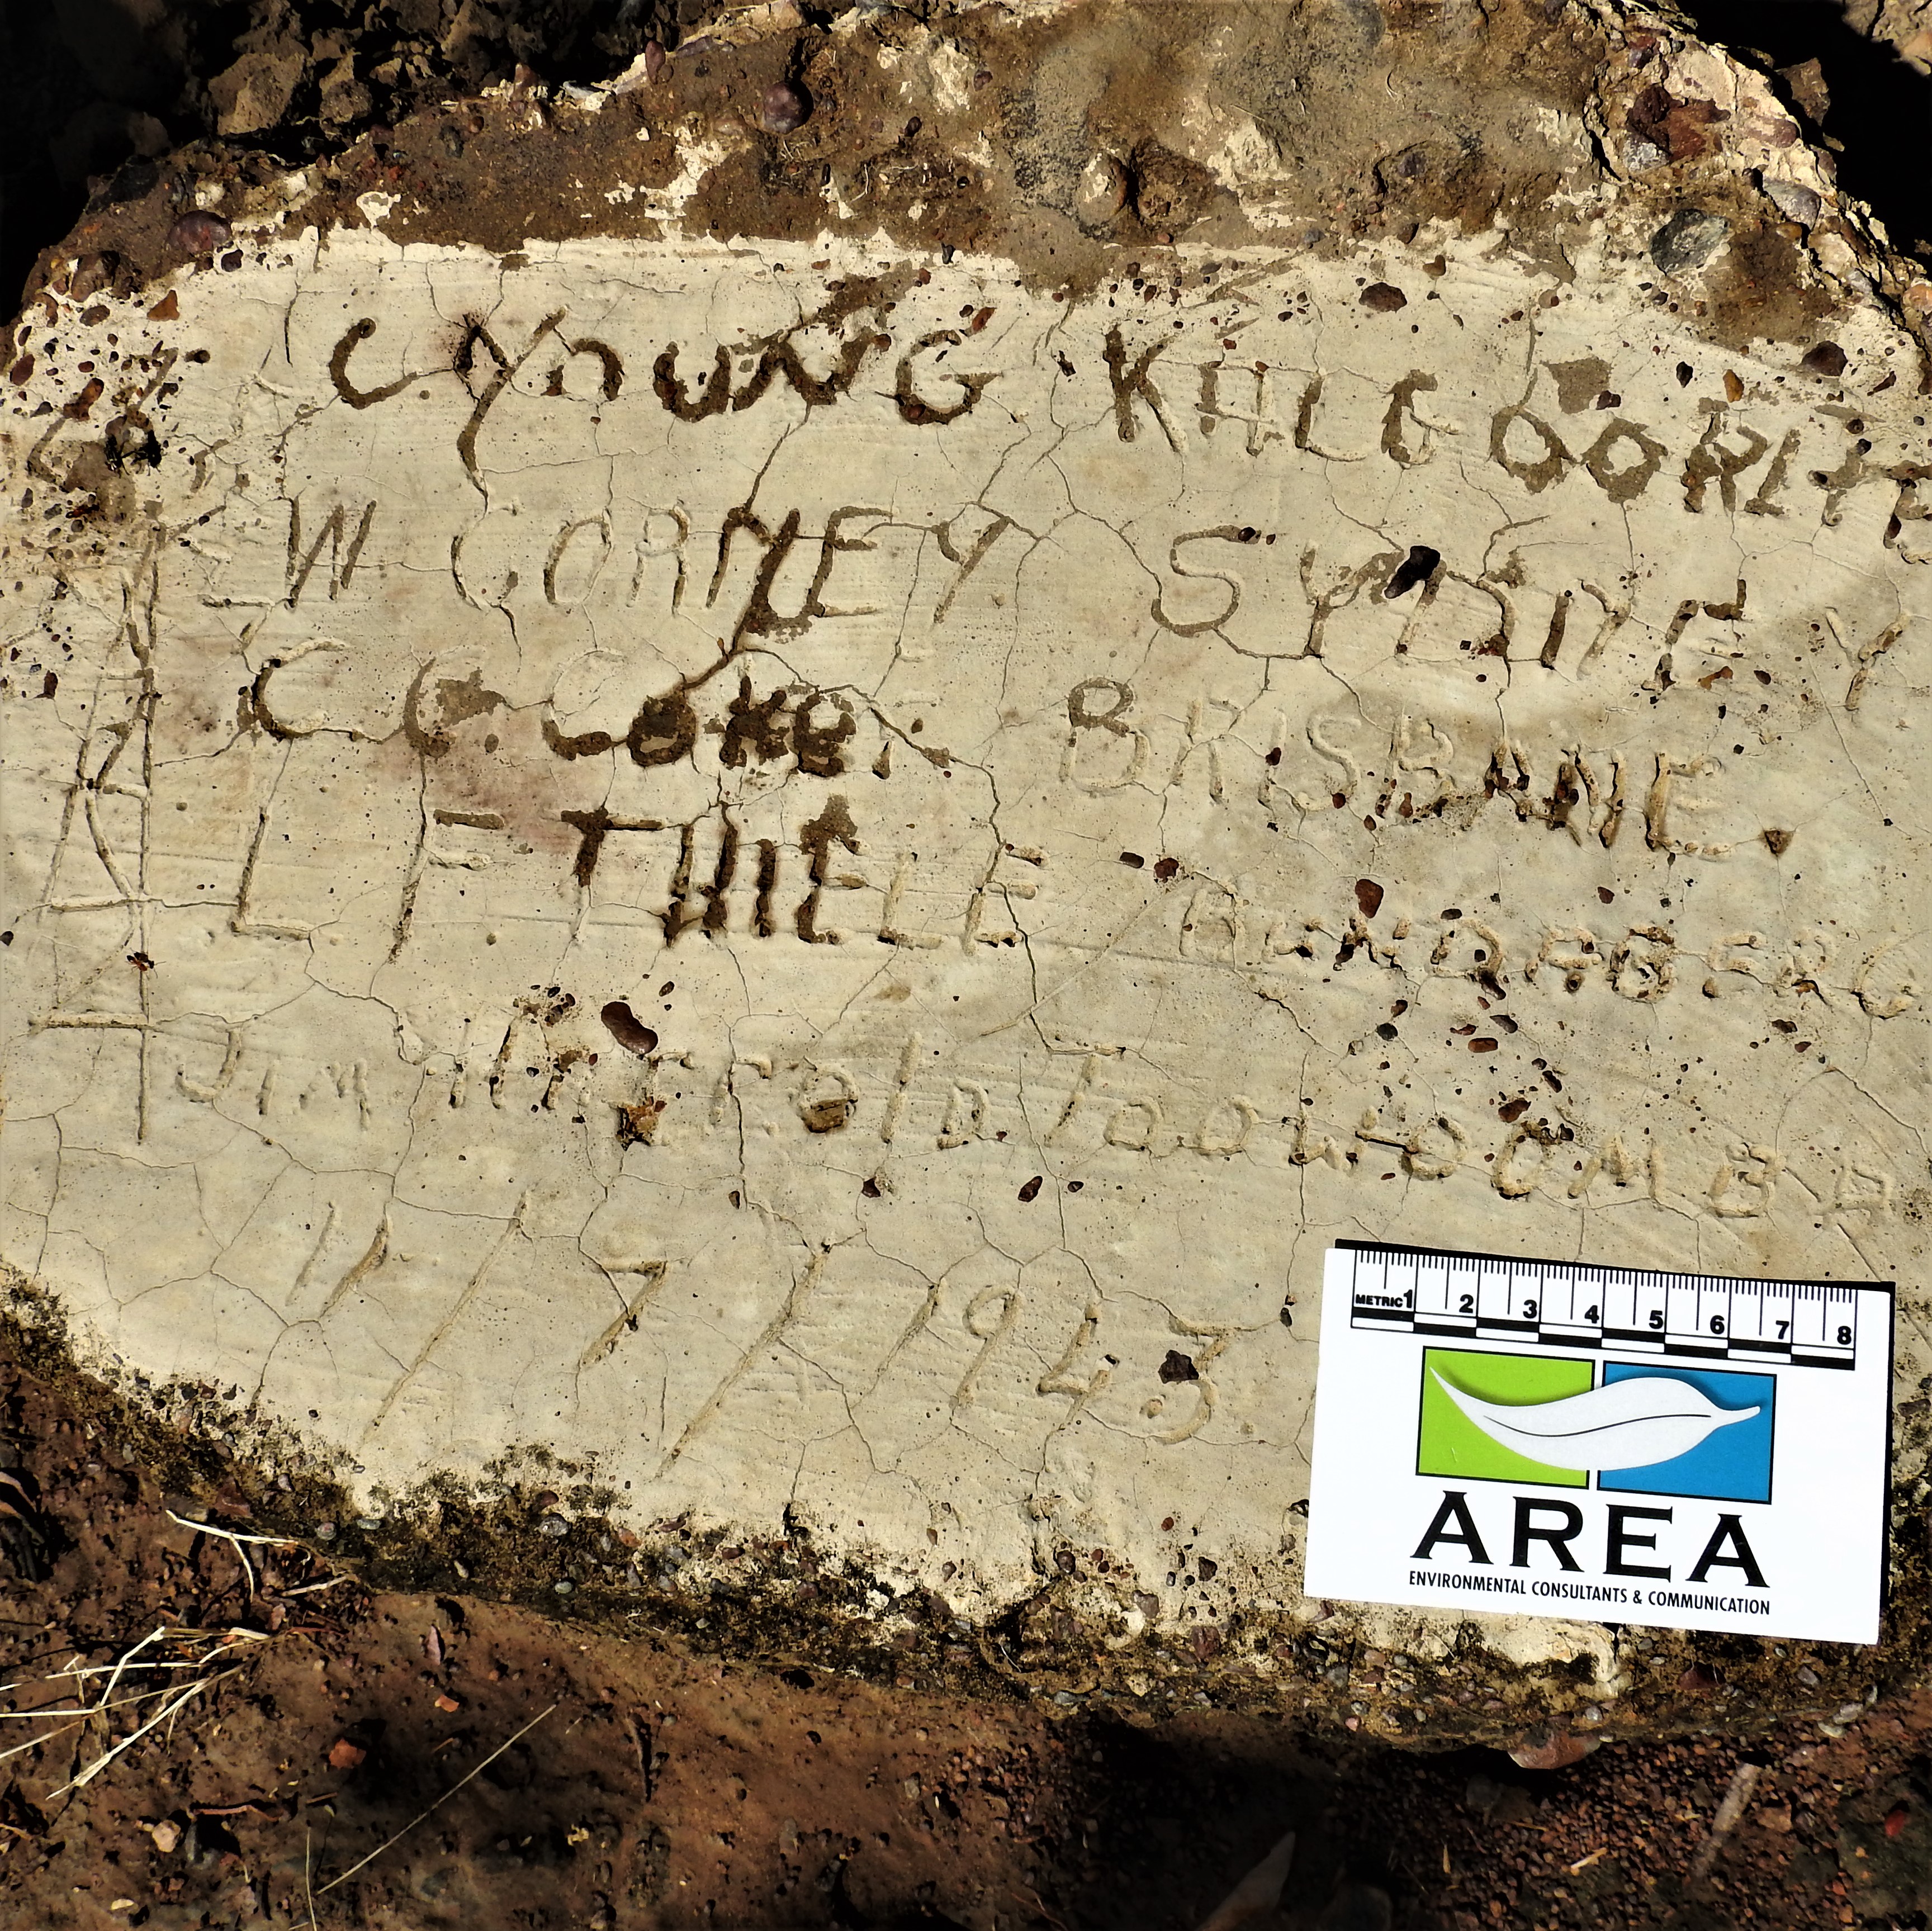 C YOUNG KALGOORLIE
W CORNEY SYDNEY
C C COKE BRISBANE.
L F THIELE BUNDABERG
JIM Harrold Toowoomba
11/7/1943
METRIC 1 2 3 4 5 6 7 8
AREA
ENVIRONMENTAL CONSULTANTS & COMMUNICATION